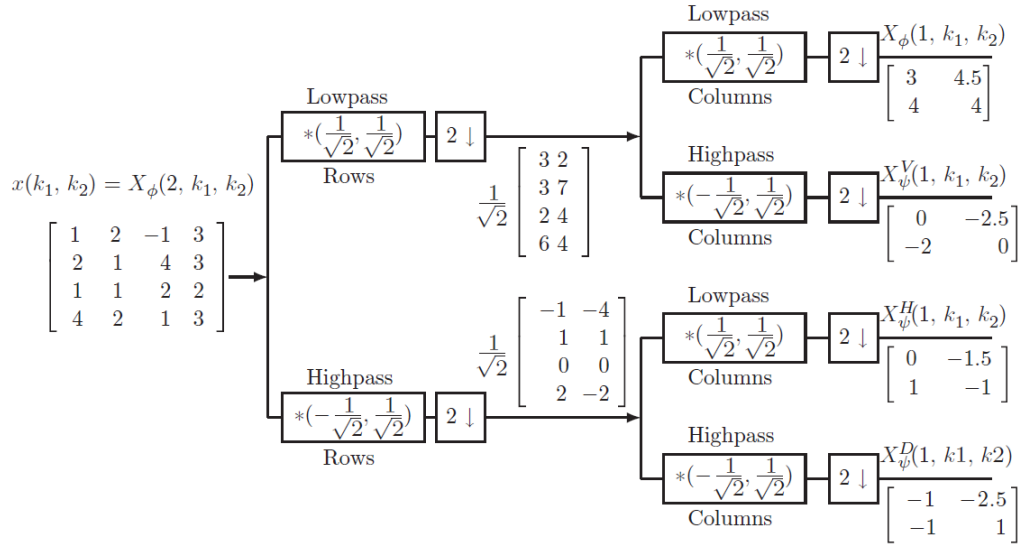 x(k₁, k₂) = X_ϕ(2, k₁, k₂)
1 2 −1 3
2 1 4 3
1 1 2 2
4 2 1 3
Lowpass
*(1/√2, 1/√2)
2 ↓
Rows
1/√2
3 2
3 7
2 4
6 4
Highpass
*(−1/√2, 1/√2)
2 ↓
Rows
1/√2
−1 −4
1 1
0 0
2 −2
Lowpass
*(1/√2, 1/√2)
2 ↓
Columns
X_ϕ(1, k₁, k₂)
3 4.5
4 4
Highpass
*(−1/√2, 1/√2)
2 ↓
Columns
X_ψ^V(1, k₁, k₂)
0 −2.5
−2 0
Lowpass
*(1/√2, 1/√2)
2 ↓
Columns
X_ψ^H(1, k₁, k₂)
0 −1.5
1 −1
Highpass
*(−1/√2, 1/√2)
2 ↓
Columns
X_ψ^D(1, k1, k2)
−1 −2.5
−1 1